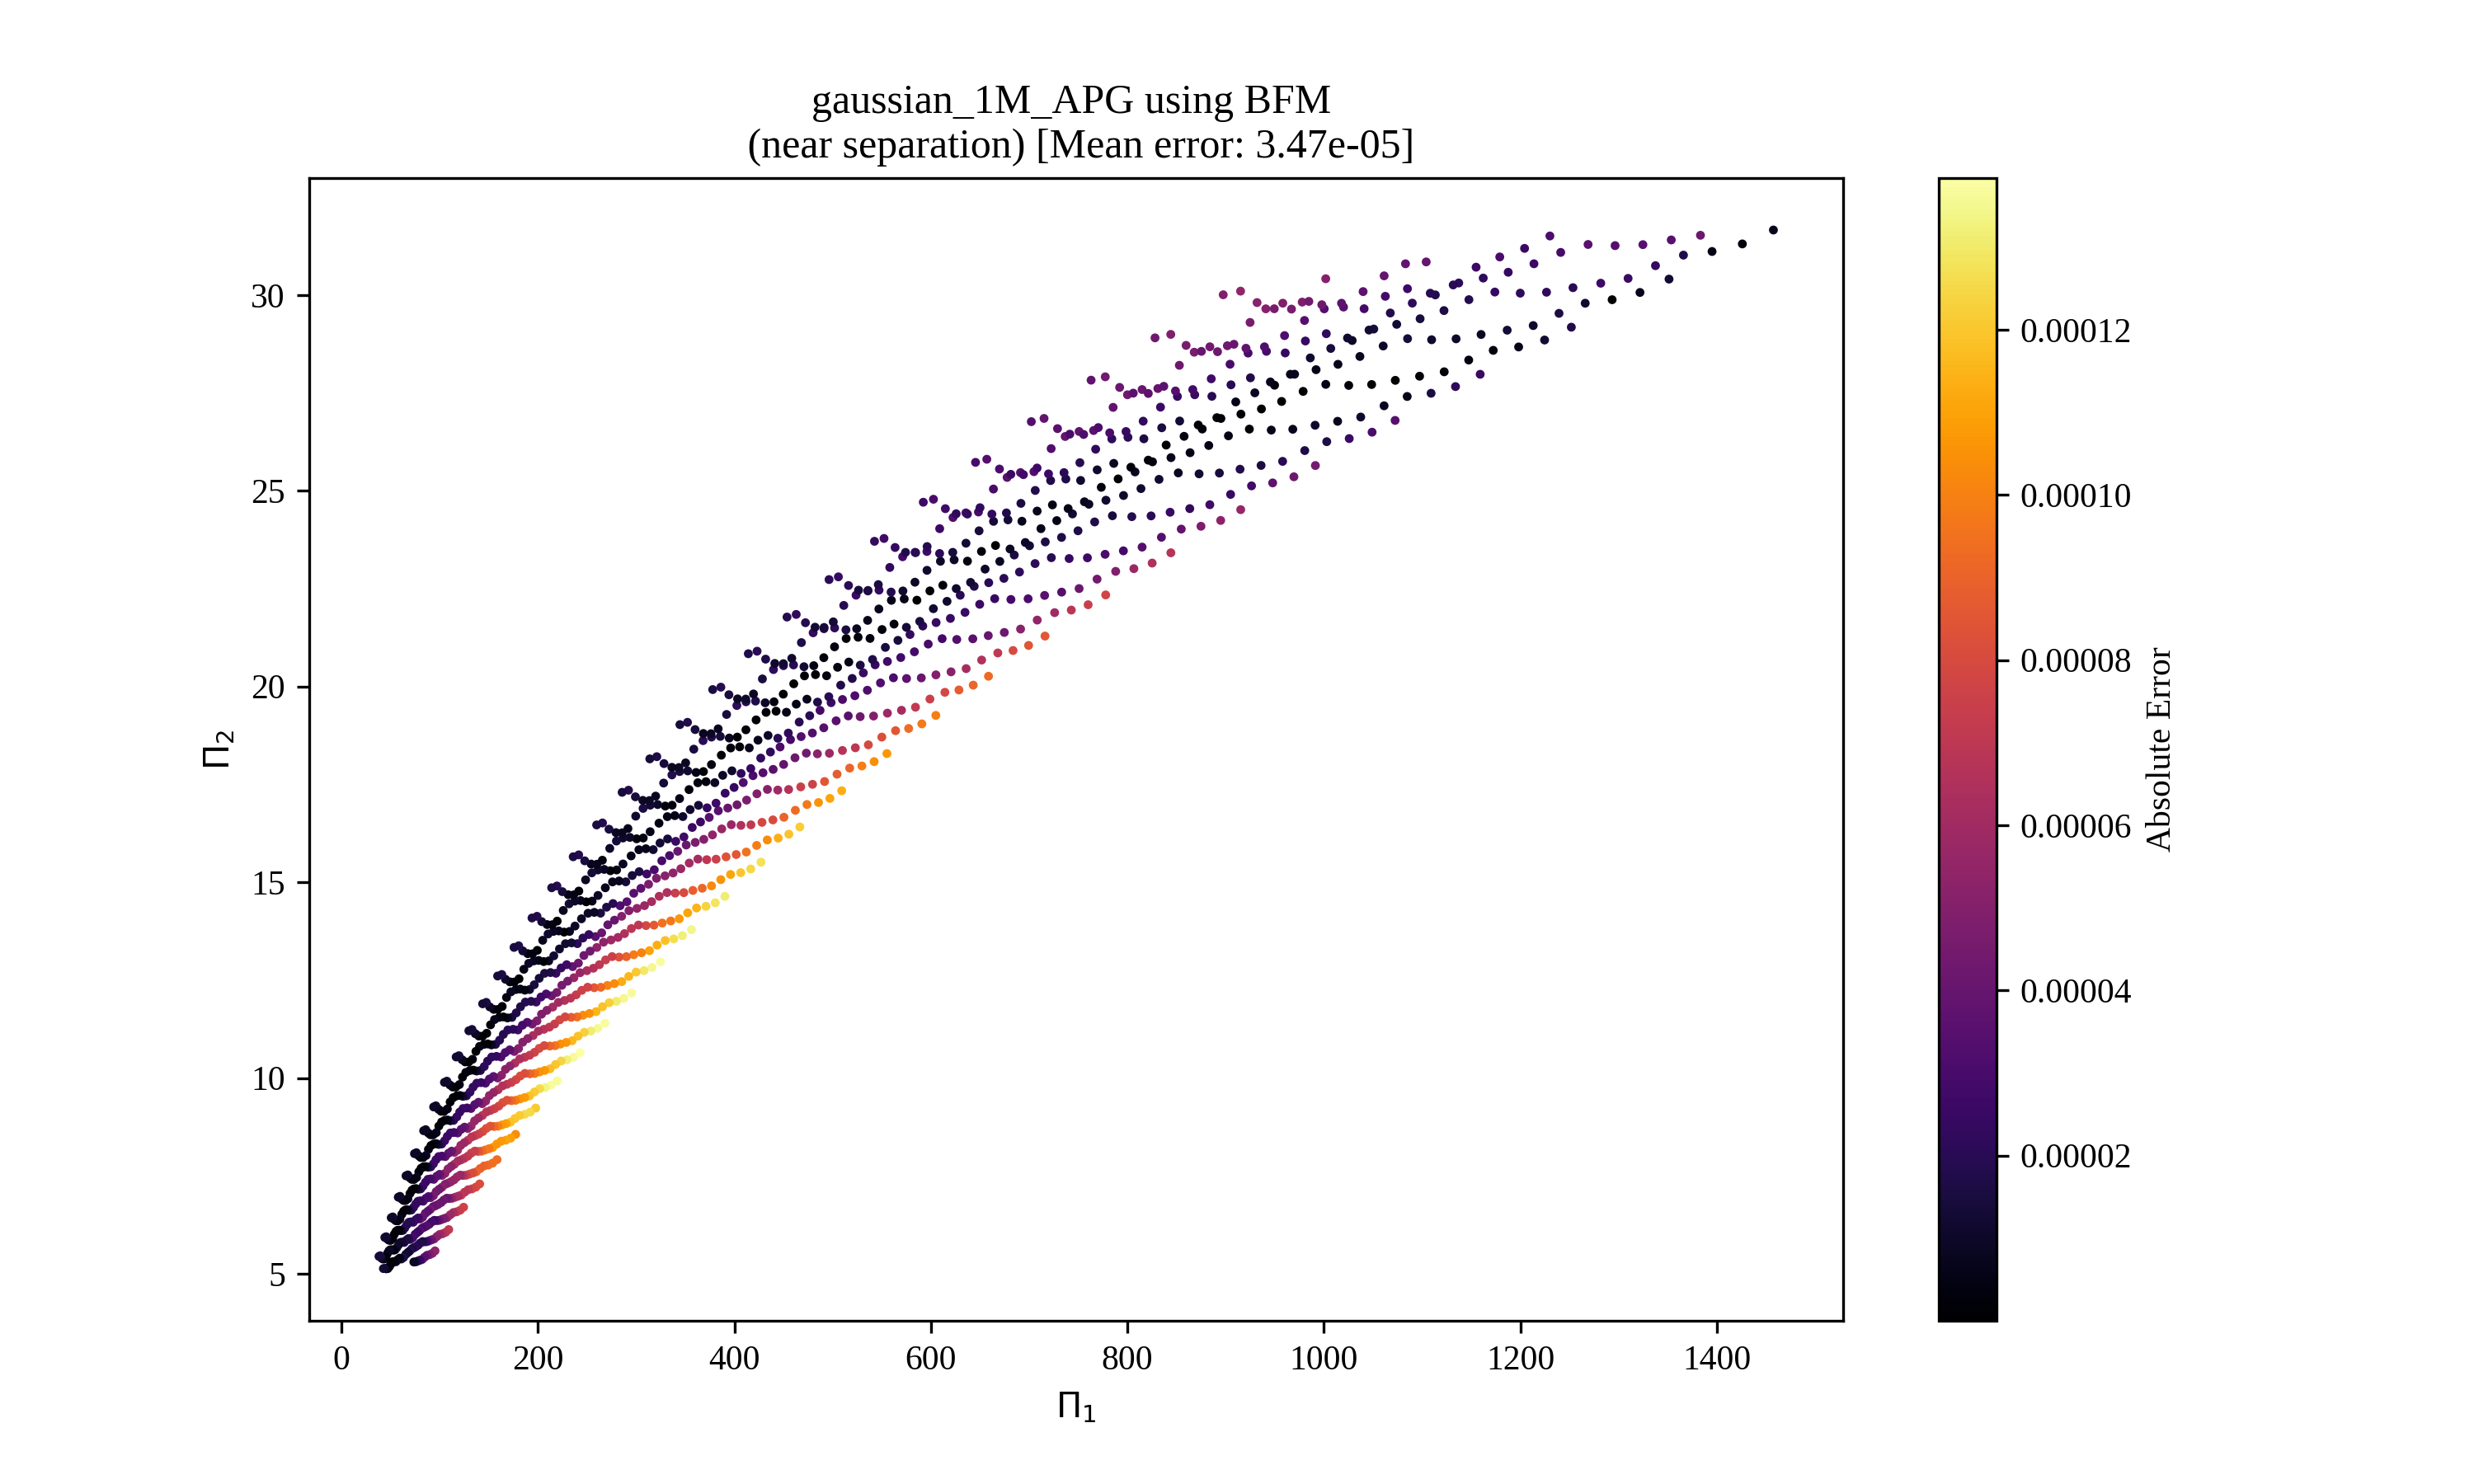 gaussian_1M_APG using BFM
(near separation) [Mean error: 3.47e-05]
30
25
20
15
10
5
Π₂
0 200 400 600 800 1000 1200 1400
Π₁
0.00012
0.00010
0.00008
0.00006
0.00004
0.00002
Absolute Error